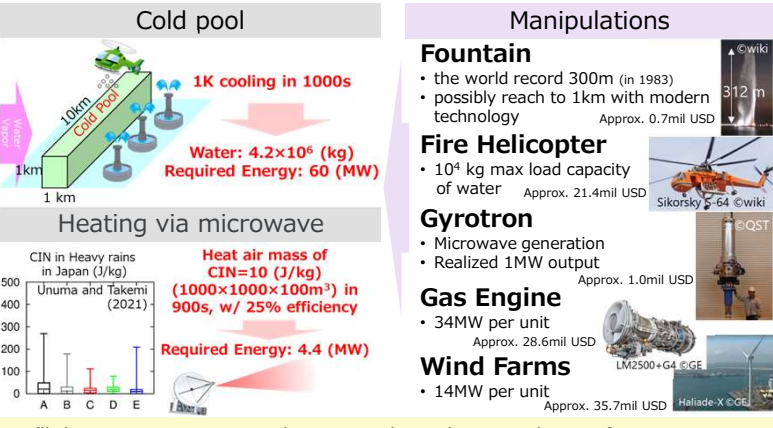 Cold pool
10km
Cold Pool
Water
Vapor
1km
1 km
1K cooling in 1000s
Water: 4.2×10⁶ (kg)
Required Energy: 60 (MW)
Heating via microwave
CIN in Heavy rains
in Japan (J/kg)
Unuma and Takemi
(2021)
500
400
300
200
100
0
A B C D E
Heat air mass of
CIN=10 (J/kg)
(1000×1000×100m³) in
900s, w/ 25% efficiency
Required Energy: 4.4 (MW)
Manipulations
Fountain
• the world record 300m (in 1983)
• possibly reach to 1km with modern
technology
Approx. 0.7mil USD
©wiki
312 m
Fire Helicopter
• 10⁴ kg max load capacity
of water
Approx. 21.4mil USD
Sikorsky S-64 ©wiki
Gyrotron
• Microwave generation
• Realized 1MW output
Approx. 1.0mil USD
©QST
Gas Engine
• 34MW per unit
Approx. 28.6mil USD
LM2500+G4 ©GE
Wind Farms
• 14MW per unit
Approx. 35.7mil USD
Haliade-X ©GE